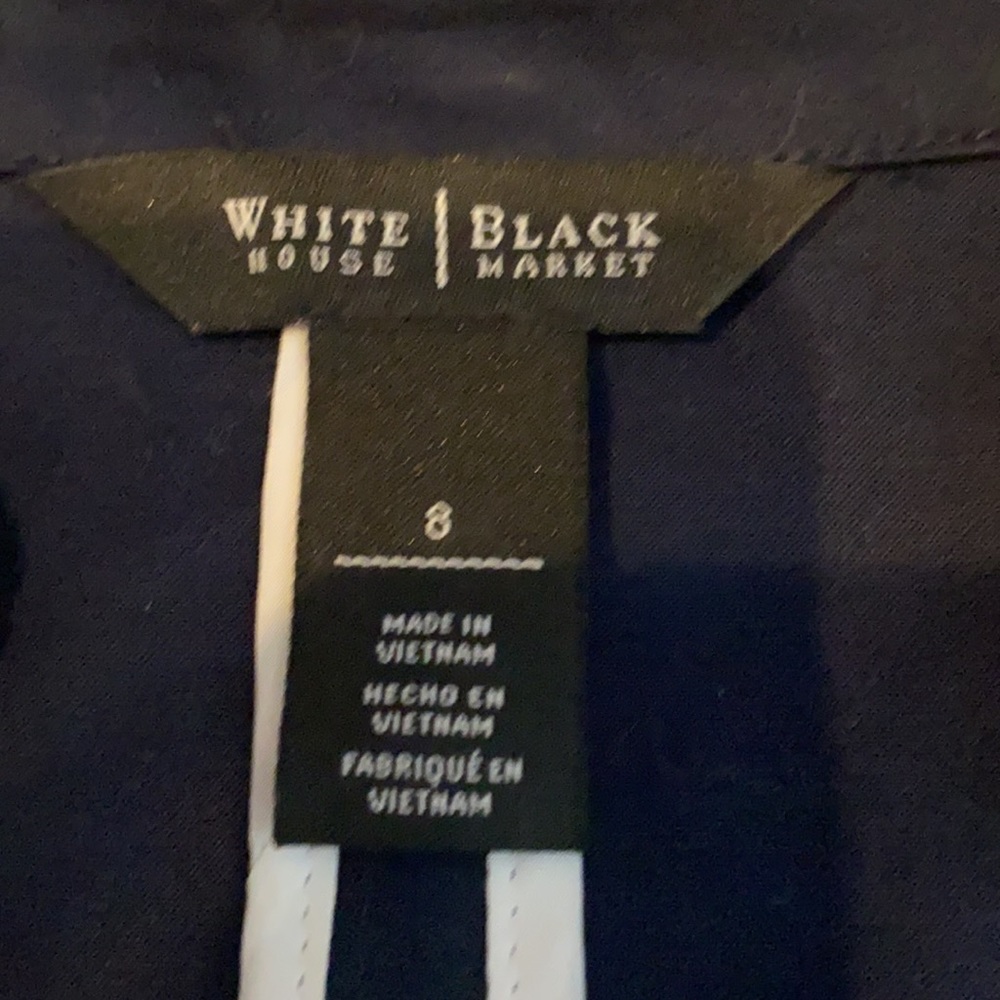 WHITE | BLACK
HOUSE MARKET
8
MADE IN
VIETNAM
HECHO EN
VIETNAM
FABRIQUÉ EN
VIETNAM